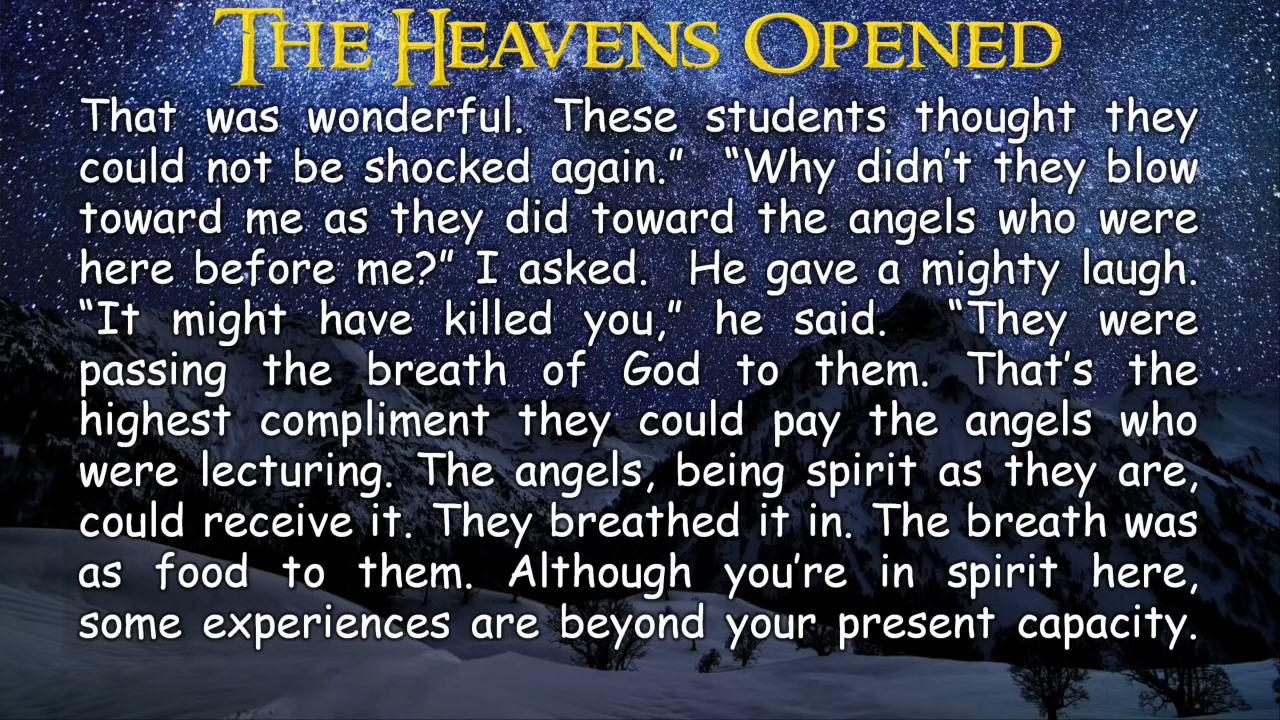 The Heavens Opened
That was wonderful. These students thought they
could not be shocked again.” “Why didn’t they blow
toward me as they did toward the angels who were
here before me?” I asked. He gave a mighty laugh.
“It might have killed you,” he said. “They were
passing the breath of God to them. That’s the
highest compliment they could pay the angels who
were lecturing. The angels, being spirit as they are,
could receive it. They breathed it in. The breath was
as food to them. Although you’re in spirit here,
some experiences are beyond your present capacity.